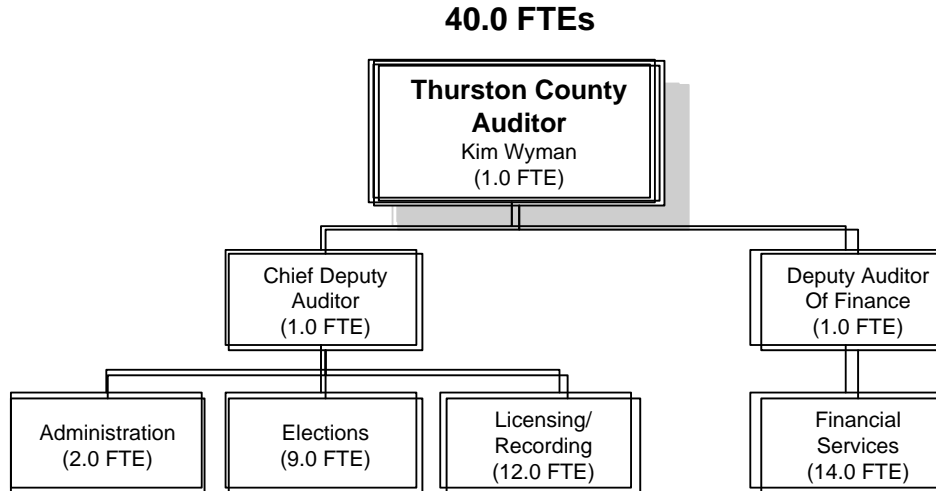 40.0 FTEs
Thurston County
Auditor
Kim Wyman
(1.0 FTE)
Chief Deputy
Auditor
(1.0 FTE)
Deputy Auditor
Of Finance
(1.0 FTE)
Administration
(2.0 FTE)
Elections
(9.0 FTE)
Licensing/
Recording
(12.0 FTE)
Financial
Services
(14.0 FTE)